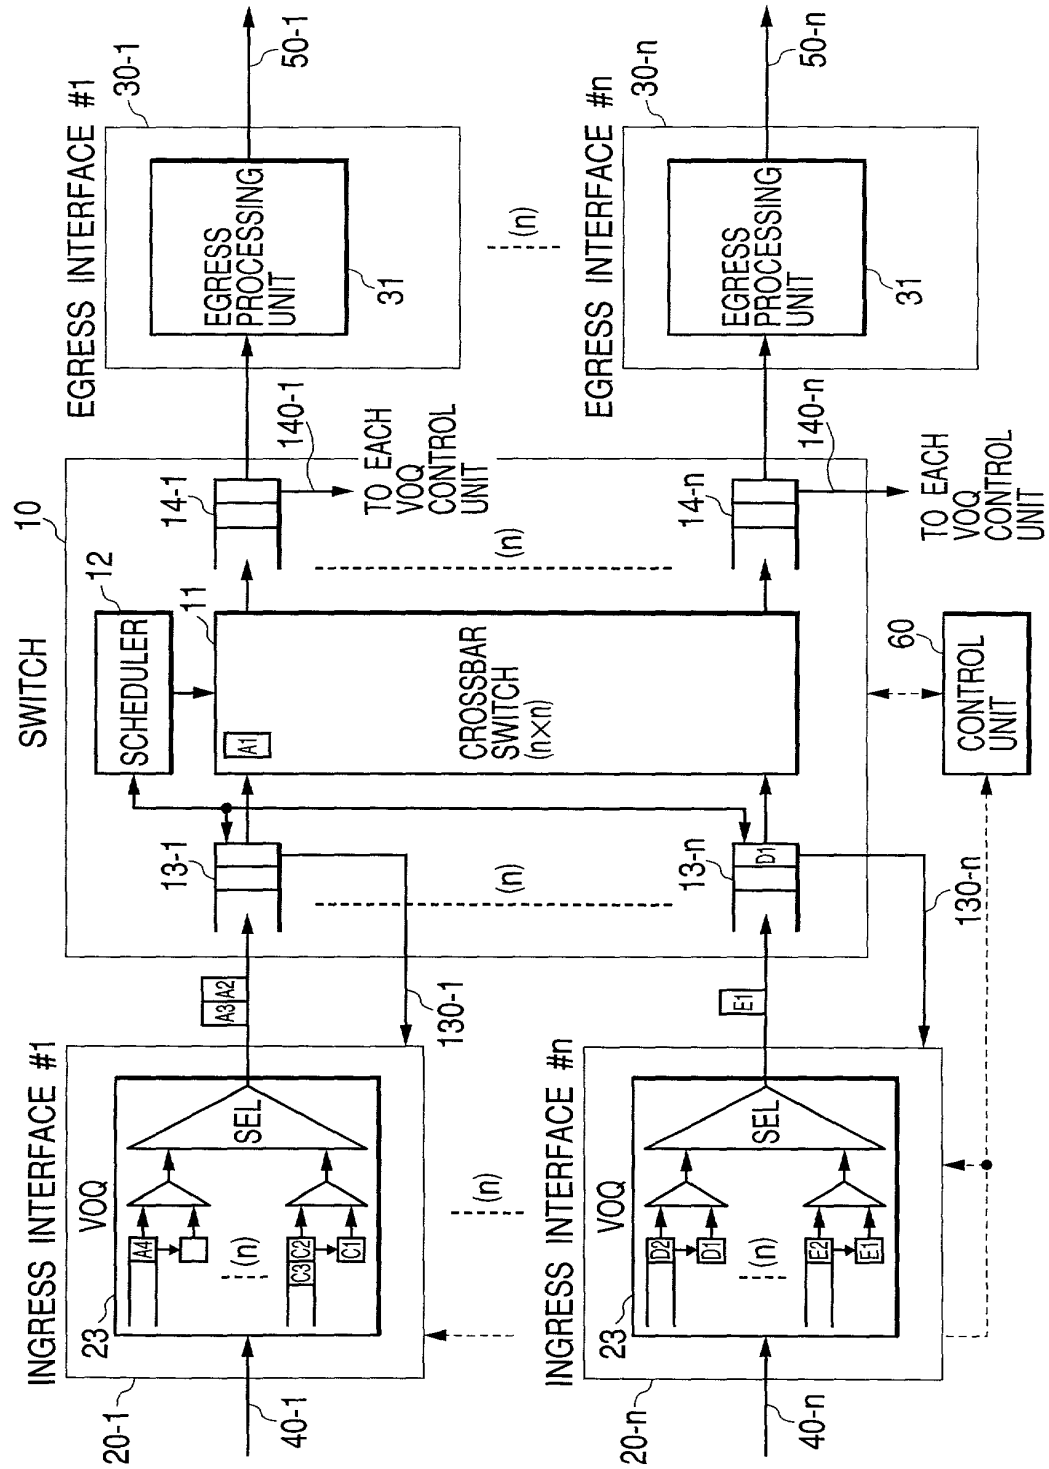 SWITCH
10
SCHEDULER
12
CROSSBAR
SWITCH
(n×n)
11
A1
13-1
13-n
D1
(n)
14-1
14-n
(n)
140-1
TO EACH
VOQ
CONTROL
UNIT
140-n
TO EACH
VOQ
CONTROL
UNIT
130-1
130-n
60
CONTROL
UNIT
INGRESS INTERFACE #1
VOQ
23
A4
(n)
C3
C2
C1
SEL
20-1
40-1
A3
A2
(n)
INGRESS INTERFACE #n
VOQ
23
D2
D1
(n)
E2
E1
SEL
20-n
40-n
E1
EGRESS INTERFACE #1
30-1
EGRESS
PROCESSING
UNIT
31
50-1
(n)
EGRESS INTERFACE #n
30-n
EGRESS
PROCESSING
UNIT
31
50-n